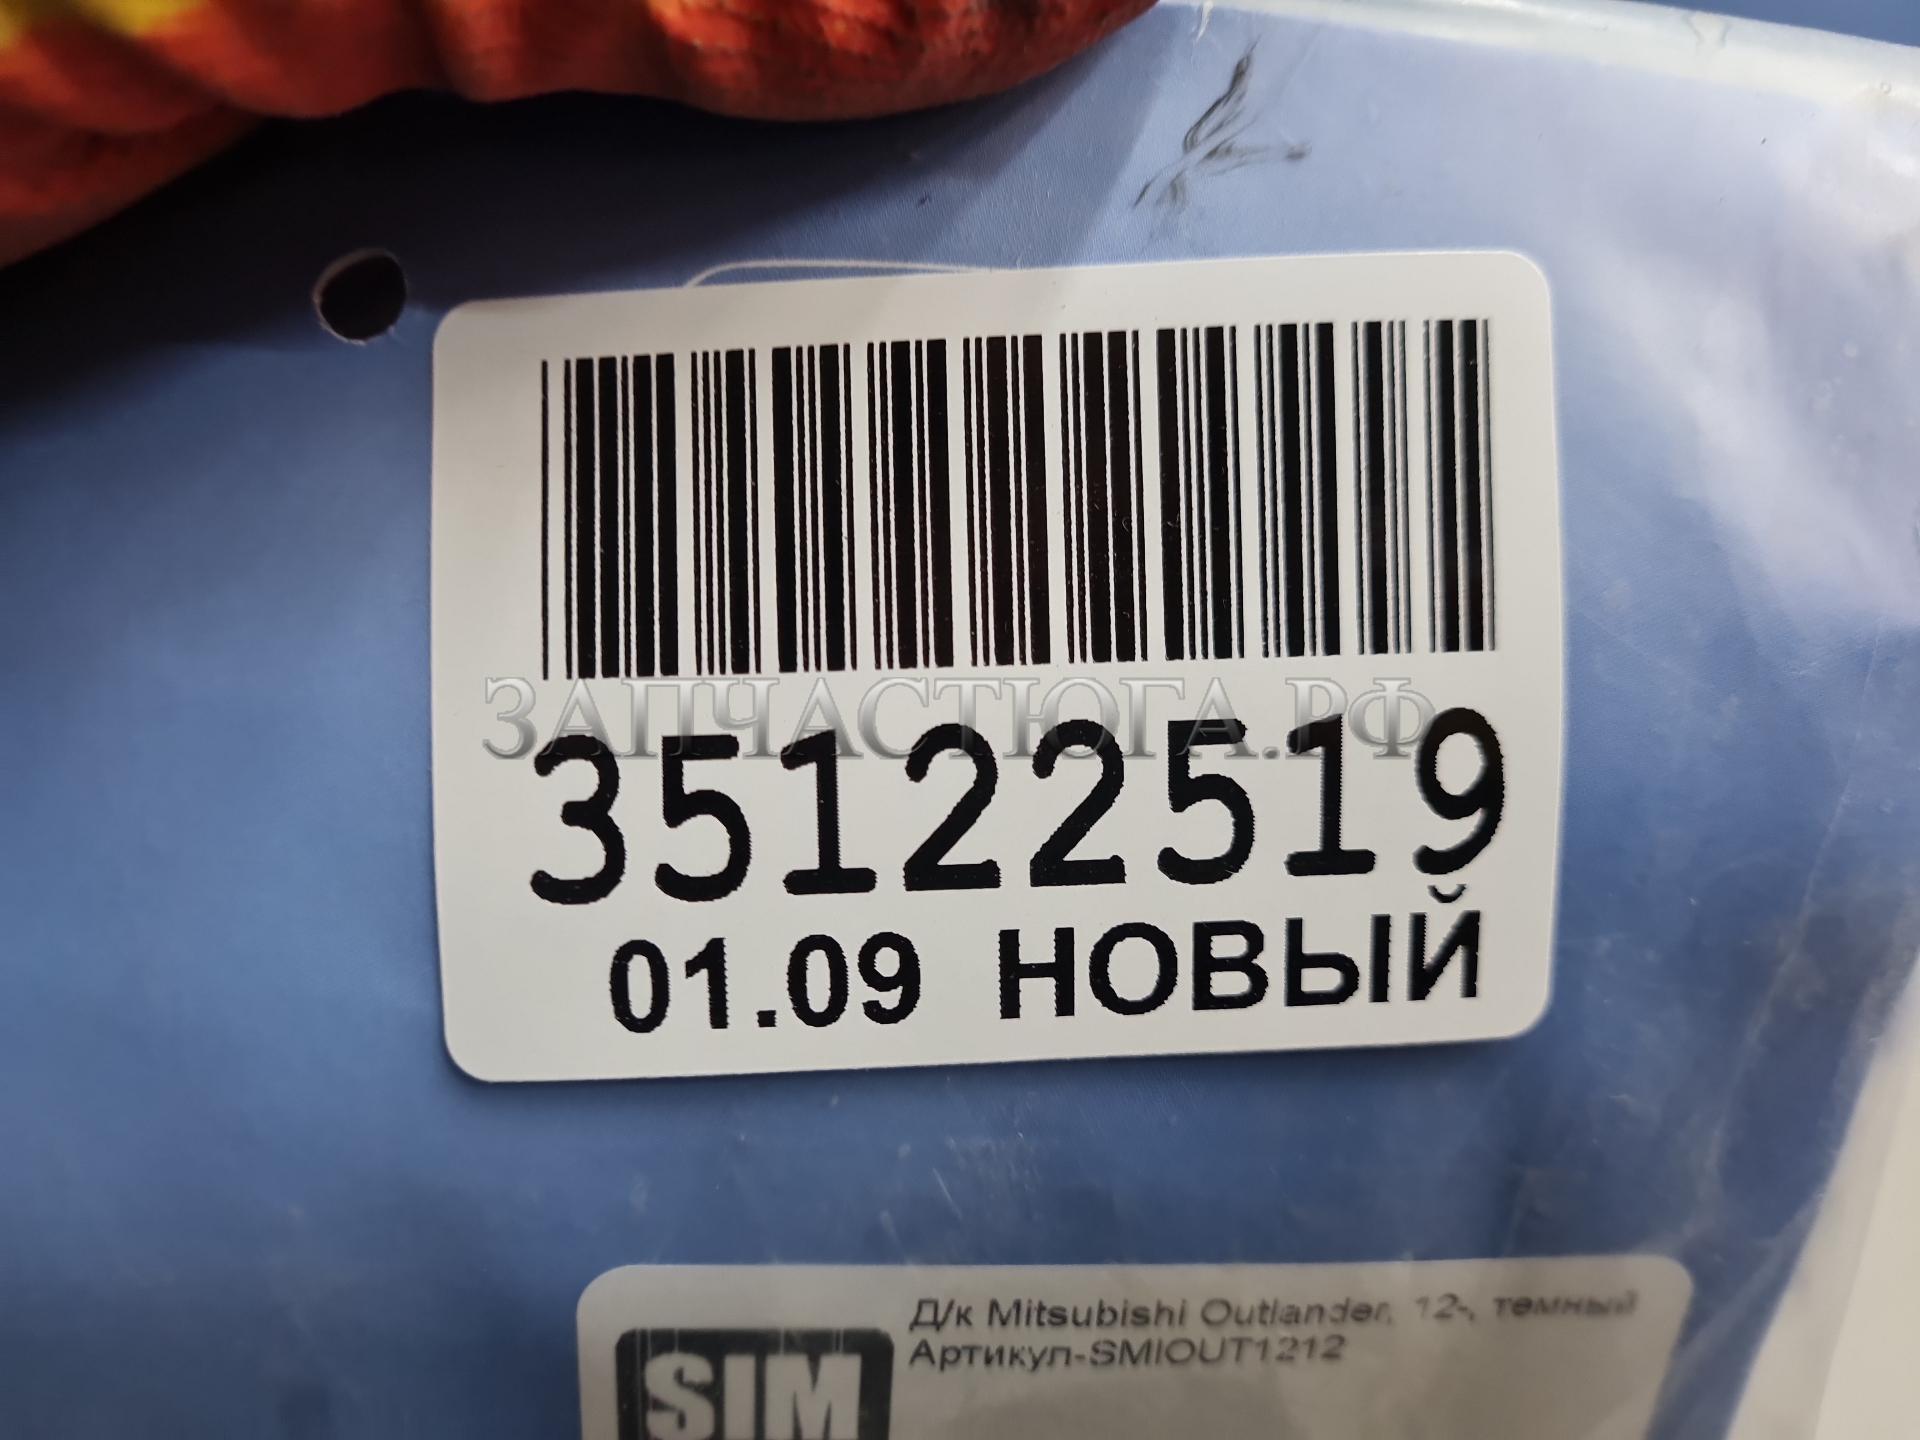 ЗАПЧАСТЮГА.РФ
35122519
01.09 НОВЫЙ
Д/к Mitsubishi Outlander, 12-, темный
Артикул-SMIOUT1212
SIM